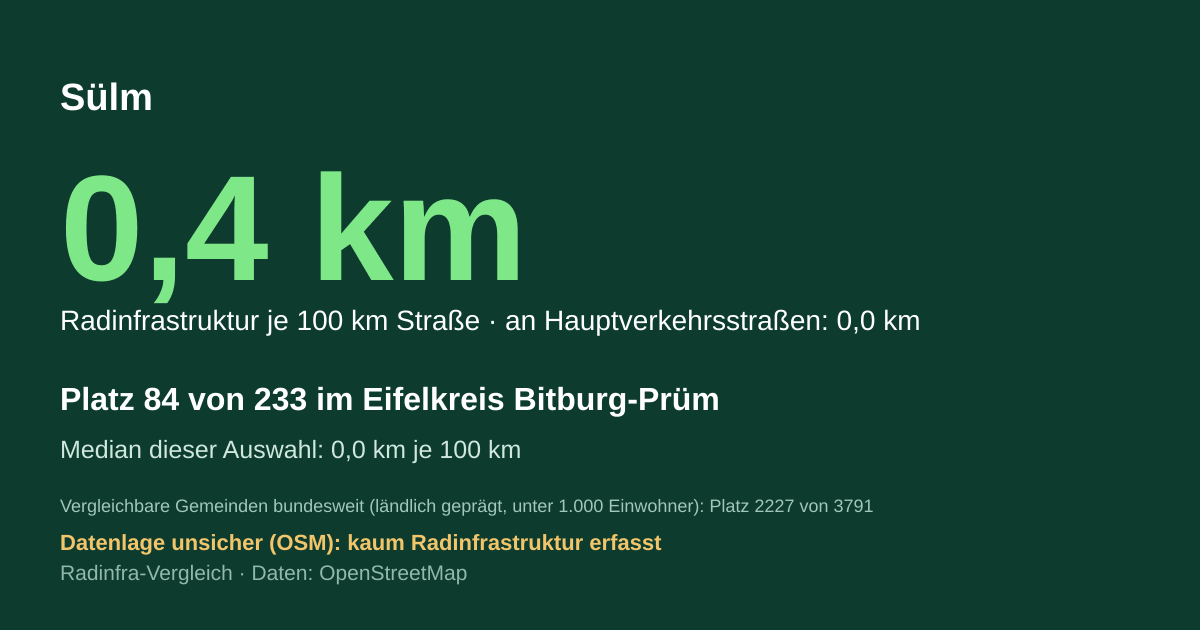 Sülm
0,4 km
Radinfrastruktur je 100 km Straße · an Hauptverkehrsstraßen: 0,0 km
Platz 84 von 233 im Eifelkreis Bitburg-Prüm
Median dieser Auswahl: 0,0 km je 100 km
Vergleichbare Gemeinden bundesweit (ländlich geprägt, unter 1.000 Einwohner): Platz 2227 von 3791
Datenlage unsicher (OSM): kaum Radinfrastruktur erfasst
Radinfra-Vergleich · Daten: OpenStreetMap